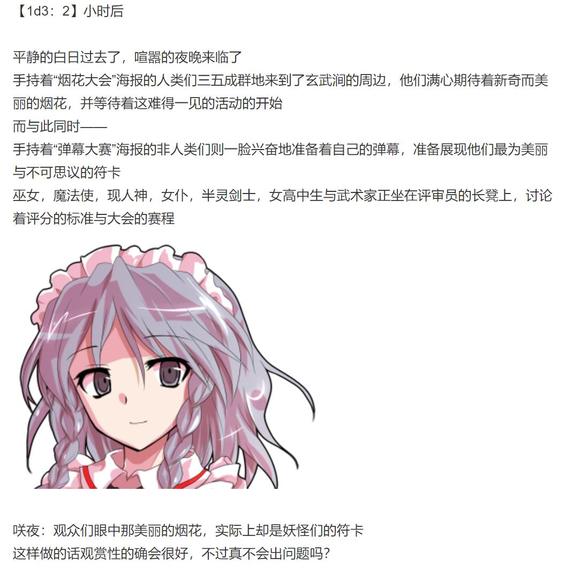 【1d3：2】小时后
平静的白日过去了，喧嚣的夜晚来临了
手持着“烟花大会”海报的人类们三五成群地来到了玄武涧的周边，他们满心期待着新奇而美
丽的烟花，并等待着这难得一见的活动的开始
而与此同时——
手持着“弹幕大赛”海报的非人类们则一脸兴奋地准备着自己的弹幕，准备展现他们最为美丽
与不可思议的符卡
巫女，魔法使，现人神，女仆，半灵剑士，女高中生与武术家正坐在评审员的长凳上，讨论
着评分的标准与大会的赛程
咲夜：观众们眼中那美丽的烟花，实际上却是妖怪们的符卡
这样做的话观赏性的确会很好，不过真不会出问题吗？